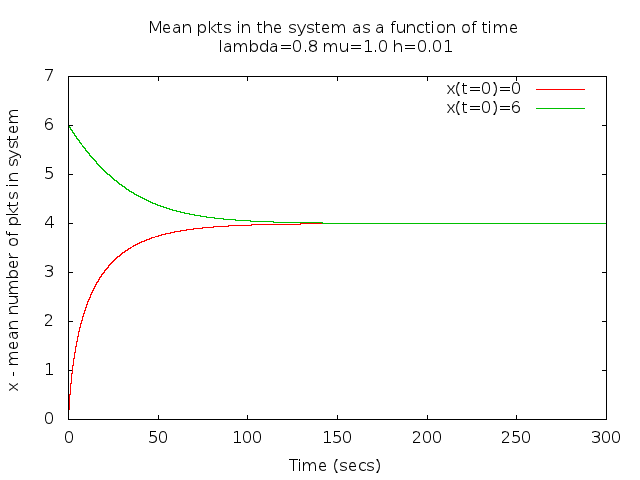 Mean pkts in the system as a function of time
lambda=0.8 mu=1.0 h=0.01
x(t=0)=0
x(t=0)=6
7
6
5
4
3
2
1
0
x - mean number of pkts in system
0 50 100 150 200 250 300
Time (secs)